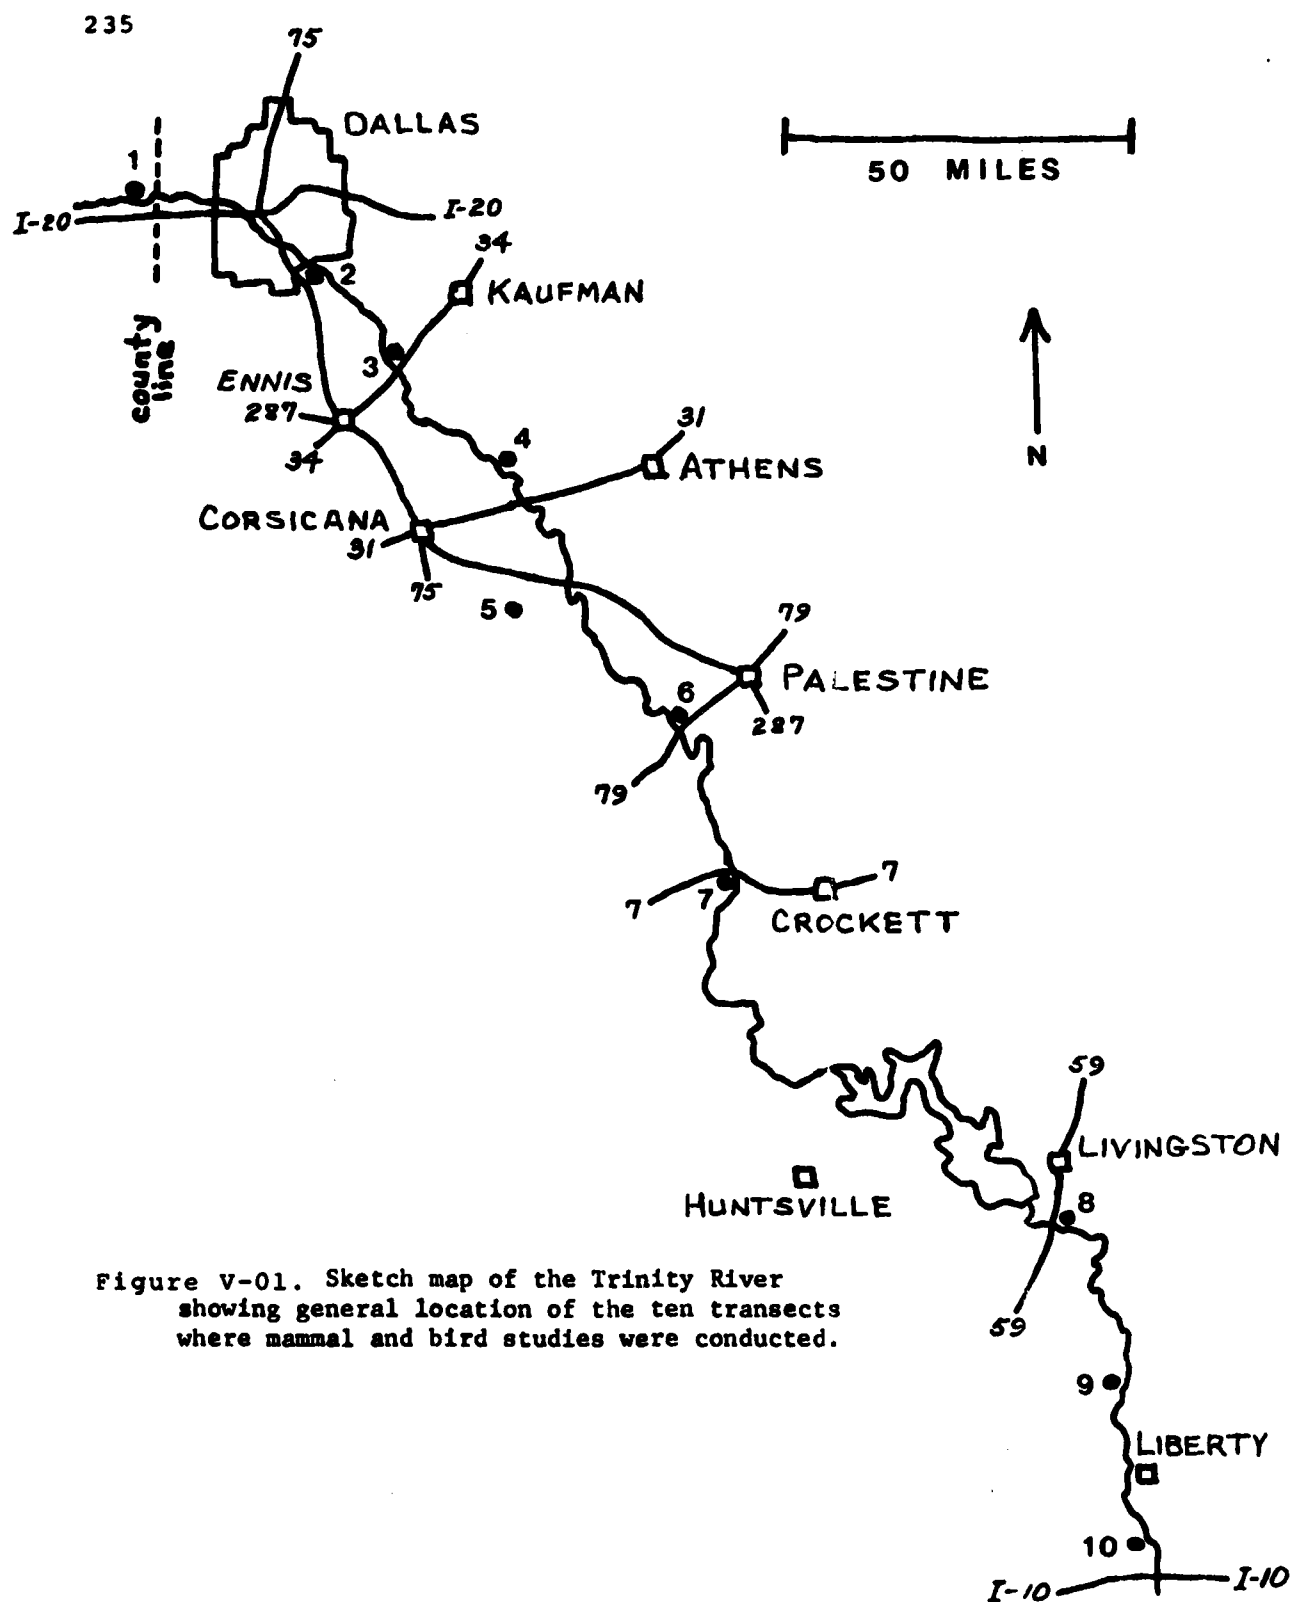 235
75
DALLAS
50 MILES
1
I-20
I-20
34
2
KAUFMAN
county
line
3
ENNIS
287
34
4
31
ATHENS
N
CORSICANA
31
75
5
79
PALESTINE
6
287
79
7
7
7
CROCKETT
59
LIVINGSTON
HUNTSVILLE
8
Figure V-01. Sketch map of the Trinity River
showing general location of the ten transects
where mammal and bird studies were conducted.
59
9
LIBERTY
10
I-10
I-10